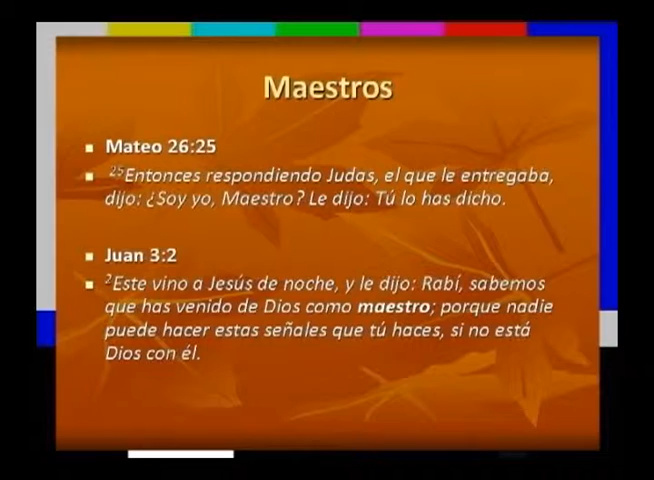 Maestros
Mateo 26:25
25Entonces respondiendo Judas, el que le entregaba,
dijo: ¿Soy yo, Maestro? Le dijo: Tú lo has dicho.
Juan 3:2
2Este vino a Jesús de noche, y le dijo: Rabí, sabemos
que has venido de Dios como maestro; porque nadie
puede hacer estas señales que tú haces, si no está
Dios con él.